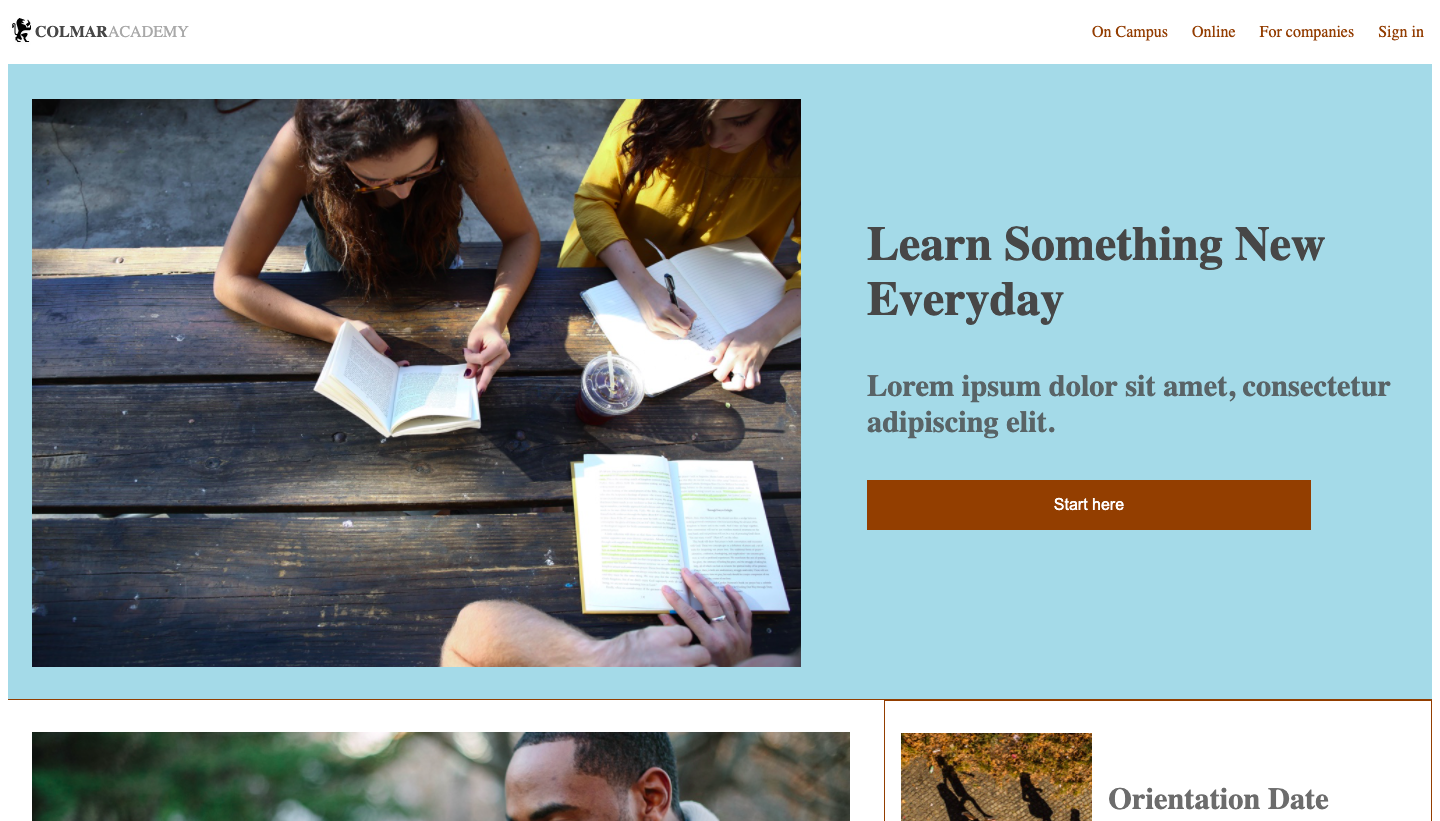 COLMARACADEMY
On Campus Online For companies Sign in
Learn Something New
Everyday
Lorem ipsum dolor sit amet, consectetur
adipiscing elit.
Start here
Orientation Date